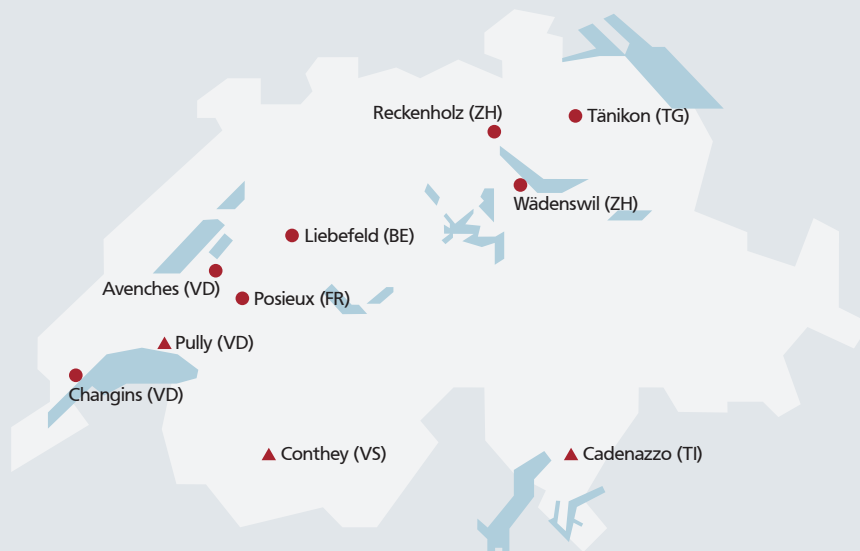 Reckenholz (ZH)
Tänikon (TG)
Wädenswil (ZH)
Liebefeld (BE)
Avenches (VD)
Posieux (FR)
Pully (VD)
Changins (VD)
Conthey (VS)
Cadenazzo (TI)